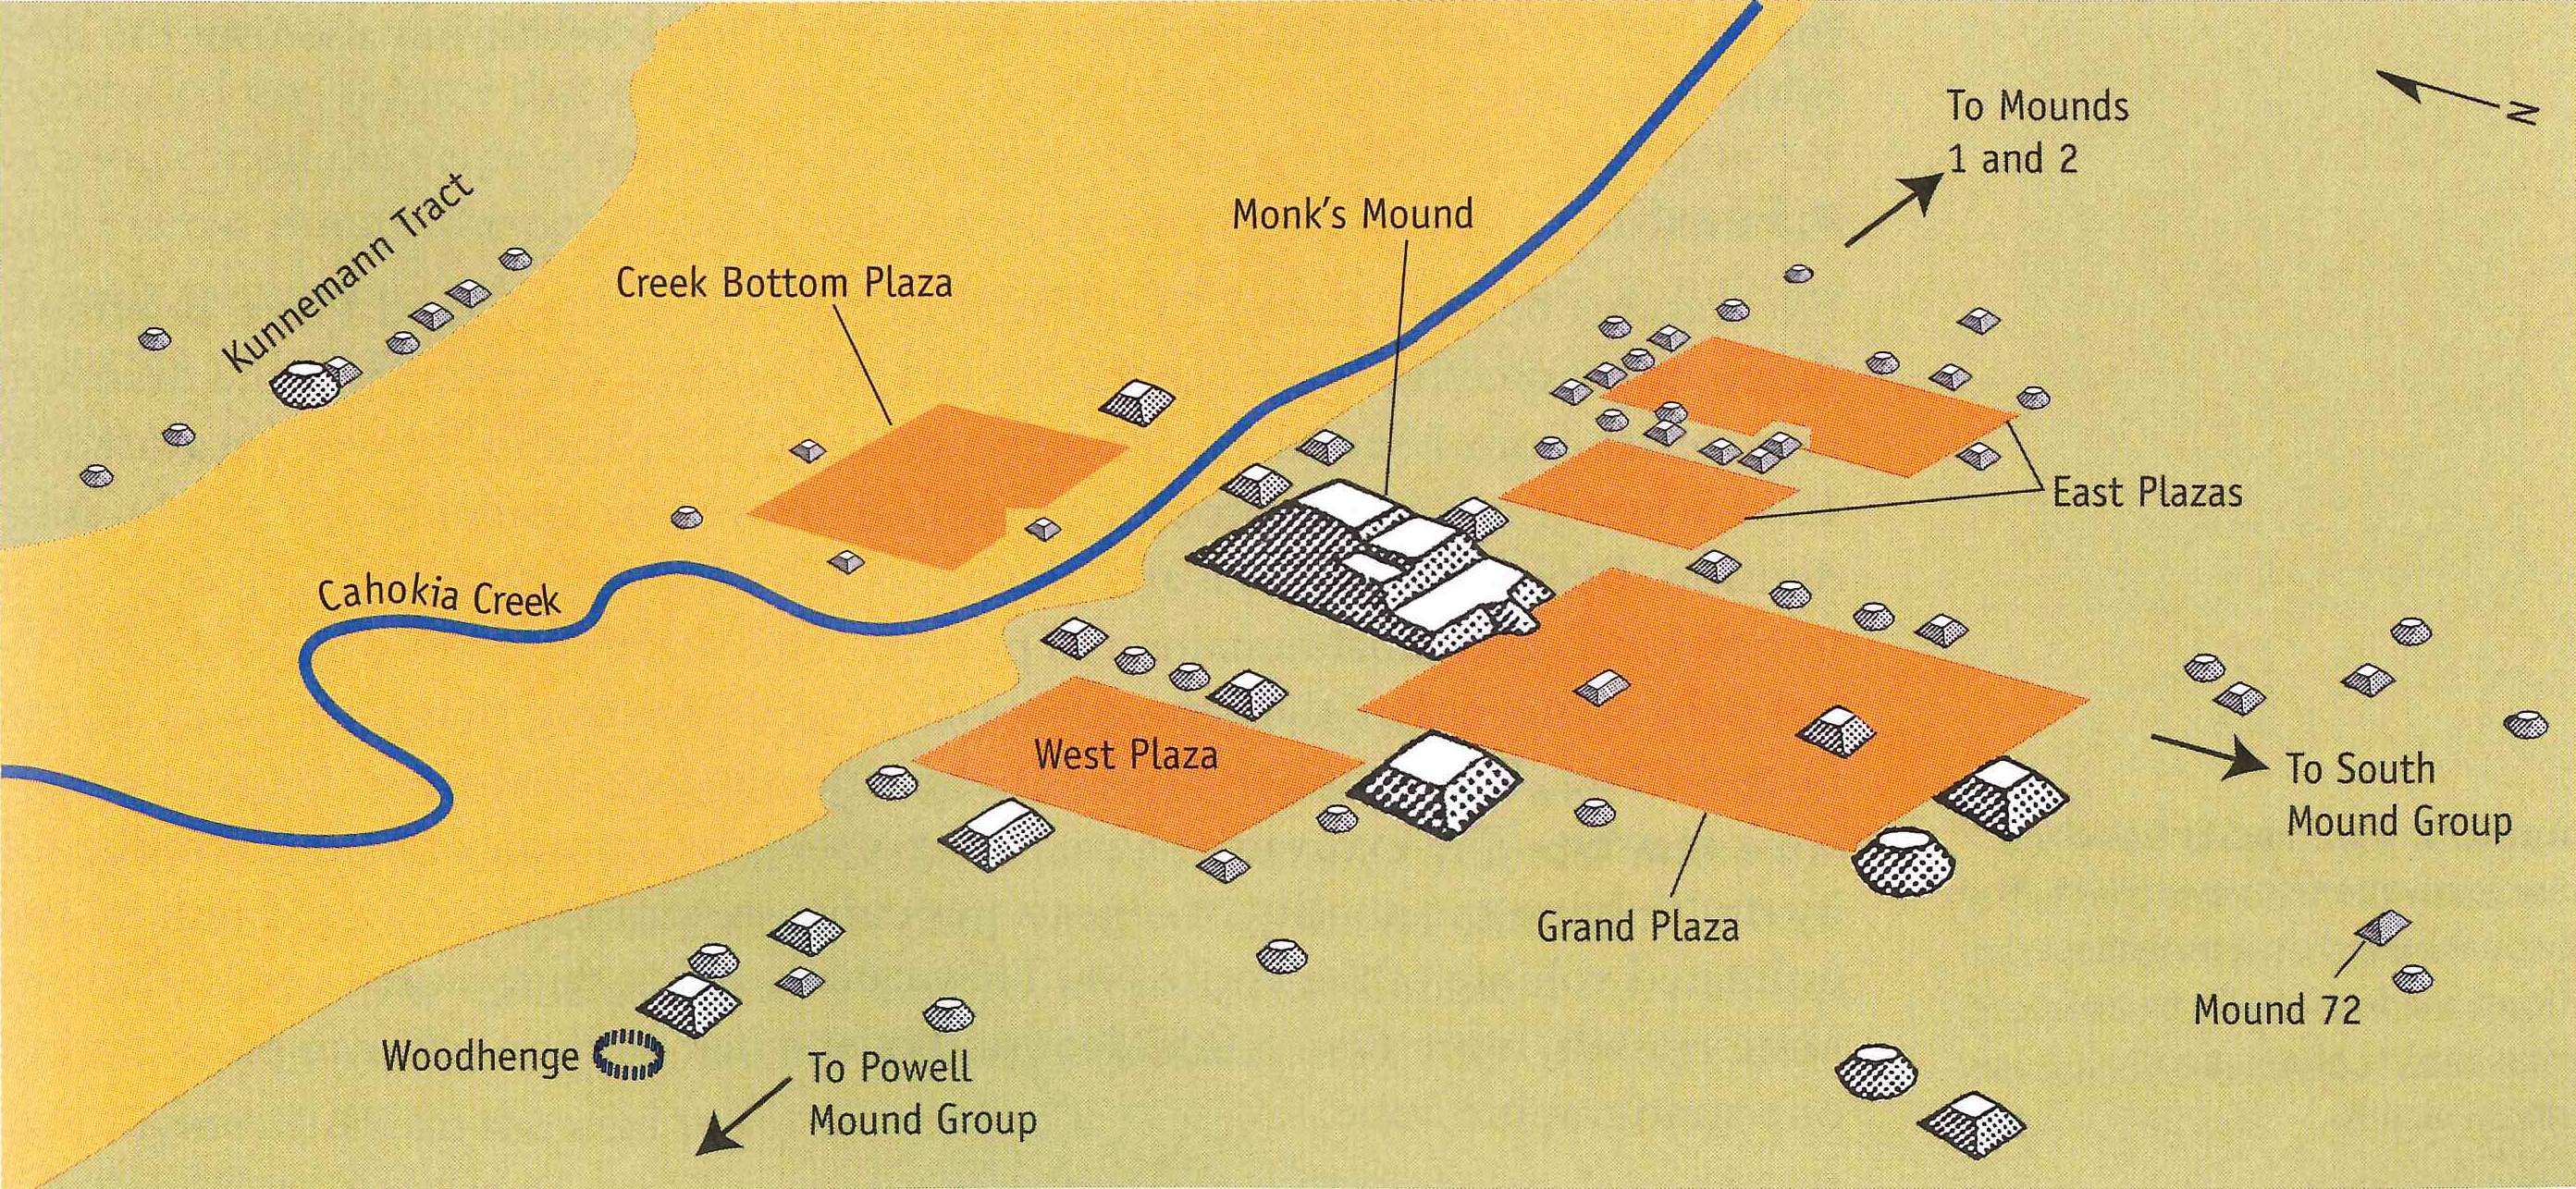 To Mounds
1 and 2
N
Kunnemann Tract
Monk's Mound
Creek Bottom Plaza
East Plazas
Cahokia Creek
West Plaza
To South
Mound Group
Grand Plaza
Mound 72
Woodhenge
To Powell
Mound Group